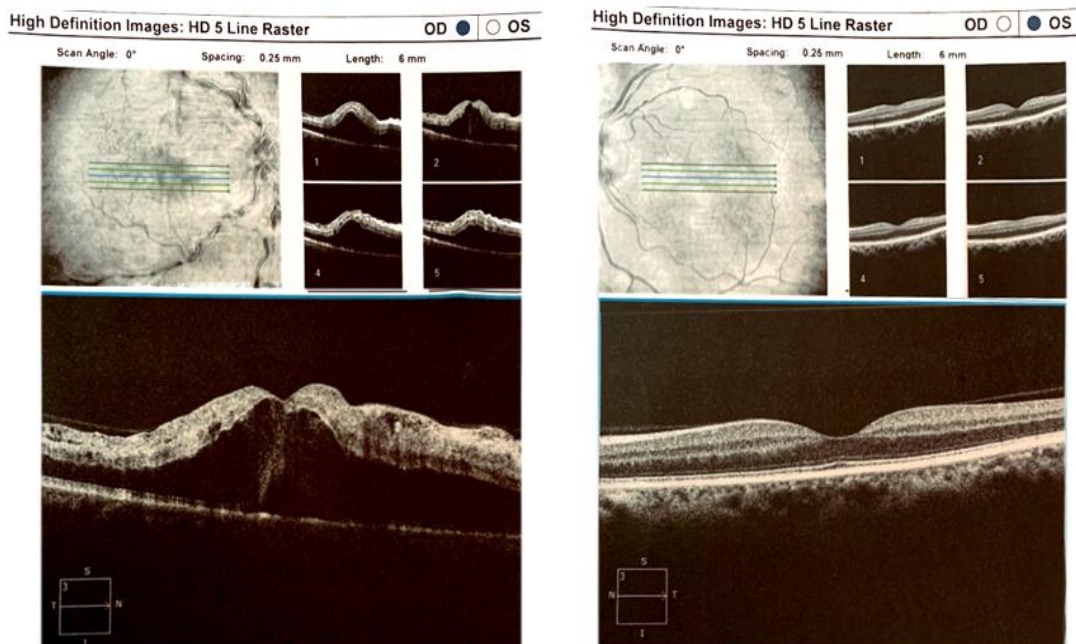 High Definition Images: HD 5 Line Raster
OD OS
Scan Angle: 0° Spacing: 0.25 mm Length: 6 mm
1
2
4
5
S
3
T N
I
High Definition Images: HD 5 Line Raster
OD OS
Scan Angle: 0° Spacing: 0.25 mm Length: 6 mm
1
2
4
5
S
3
N T
I